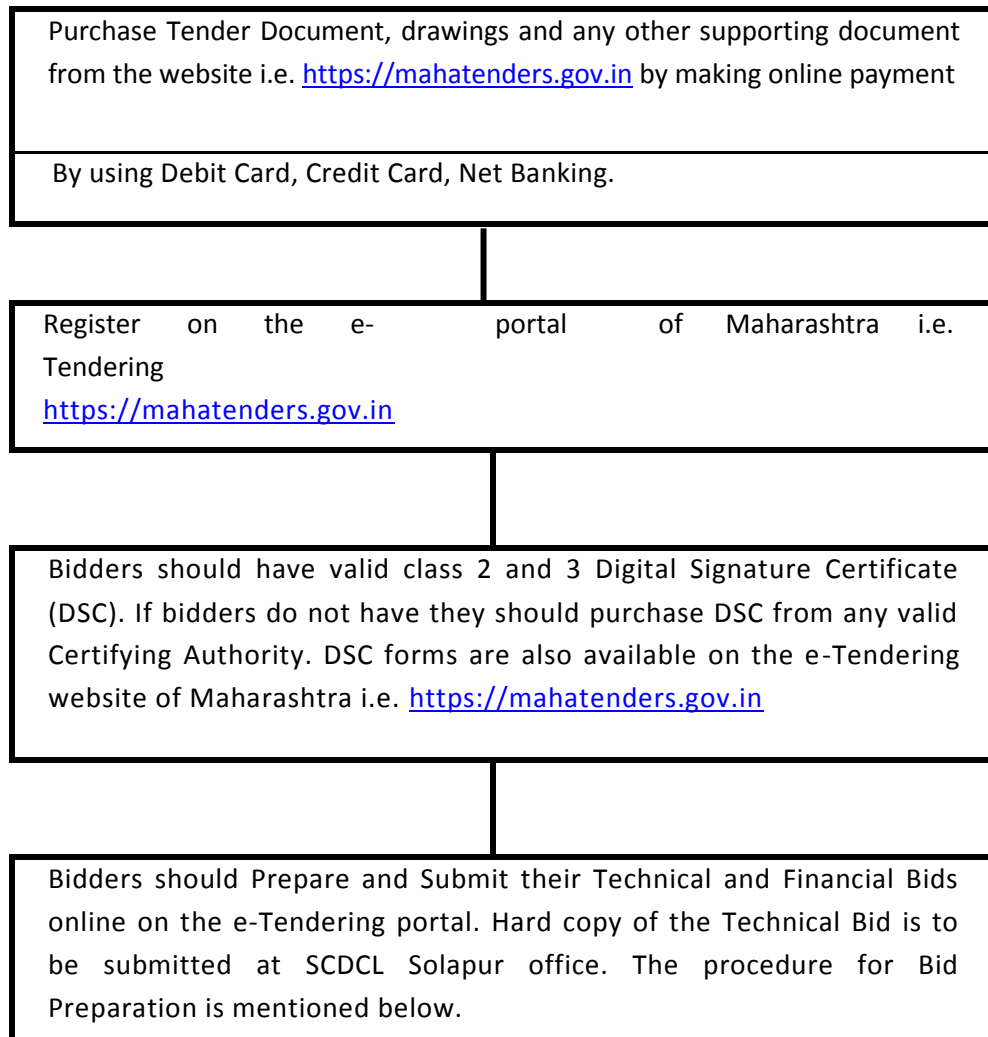 Purchase Tender Document, drawings and any other supporting document
from the website i.e. https://mahatenders.gov.in by making online payment
By using Debit Card, Credit Card, Net Banking.
Register on the e- portal of Maharashtra i.e.
Tendering
https://mahatenders.gov.in
Bidders should have valid class 2 and 3 Digital Signature Certificate
(DSC). If bidders do not have they should purchase DSC from any valid
Certifying Authority. DSC forms are also available on the e-Tendering
website of Maharashtra i.e. https://mahatenders.gov.in
Bidders should Prepare and Submit their Technical and Financial Bids
online on the e-Tendering portal. Hard copy of the Technical Bid is to
be submitted at SCDCL Solapur office. The procedure for Bid
Preparation is mentioned below.